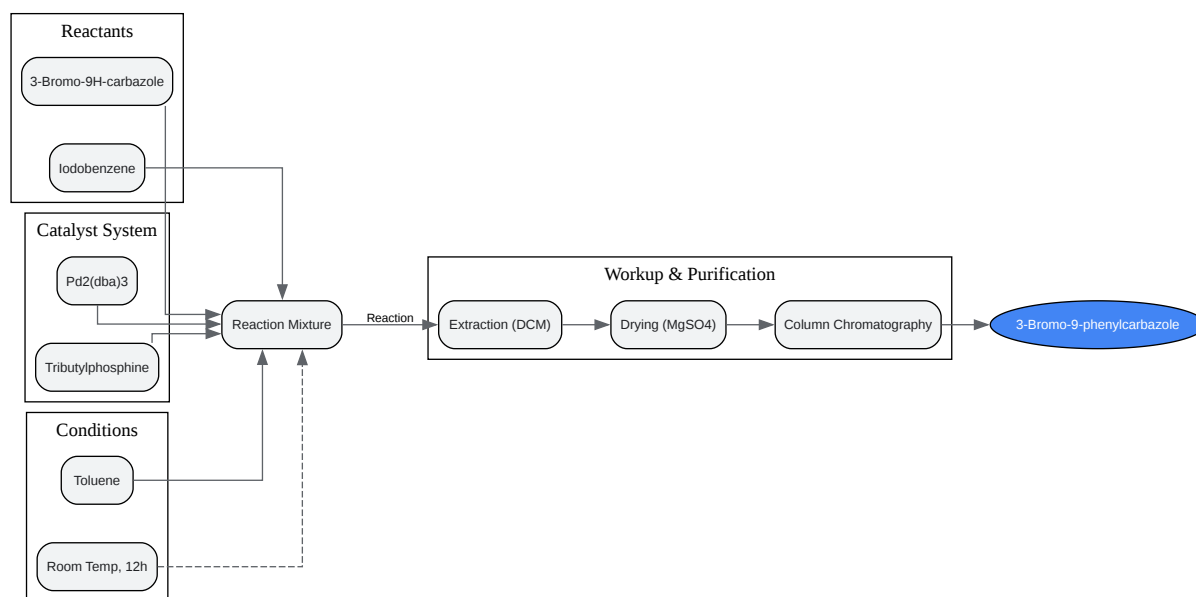 Reactants
3-Bromo-9H-carbazole
Iodobenzene
Catalyst System
Pd2(dba)3
Tributylphosphine
Conditions
Toluene
Room Temp, 12h
Reaction Mixture
Reaction
Workup & Purification
Extraction (DCM)
Drying (MgSO4)
Column Chromatography
3-Bromo-9-phenylcarbazole